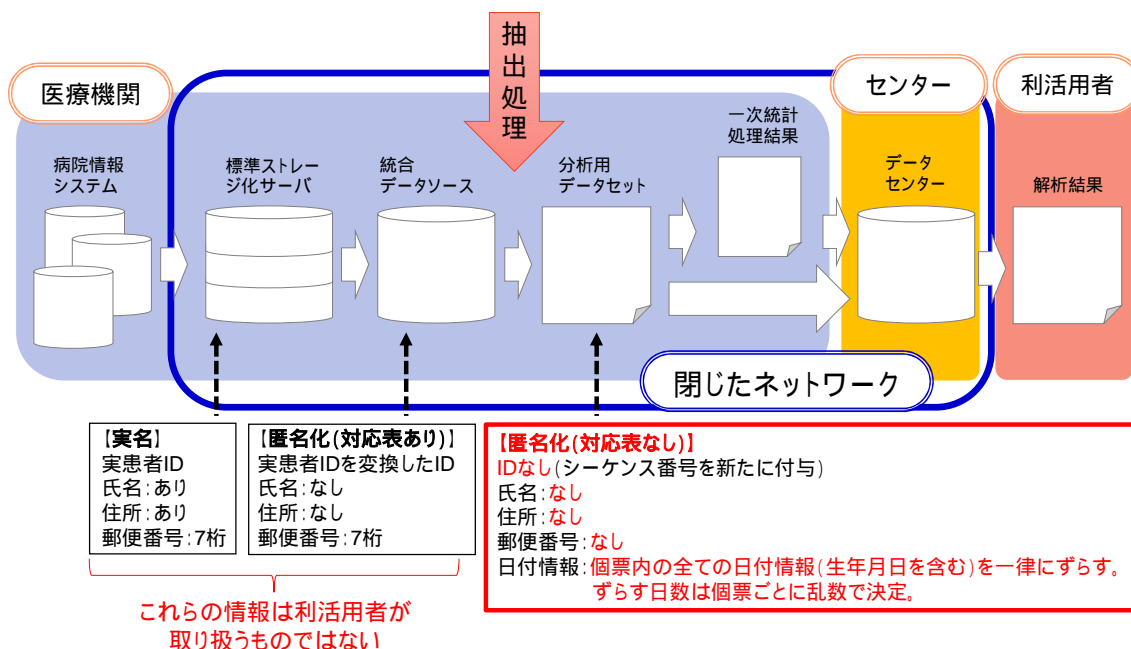 抽出処理
医療機関
センター
利活用者
病院情報
システム
標準ストレー
ジ化サーバ
統合
データソース
分析用
データセット
一次統計
処理結果
データ
センター
解析結果
閉じたネットワーク
【実名】
実患者ID
氏名:あり
住所:あり
郵便番号:7桁
【匿名化(対応表あり)】
実患者IDを変換したID
氏名:なし
住所:なし
郵便番号:7桁
【匿名化(対応表なし)】
IDなし(シーケンス番号を新たに付与)
氏名:なし
住所:なし
郵便番号:なし
日付情報:個票内の全ての日付情報(生年月日を含む)を一律にずらす。
ずらす日数は個票ごとに乱数で決定。
これらの情報は利活用者が
取り扱うものではない